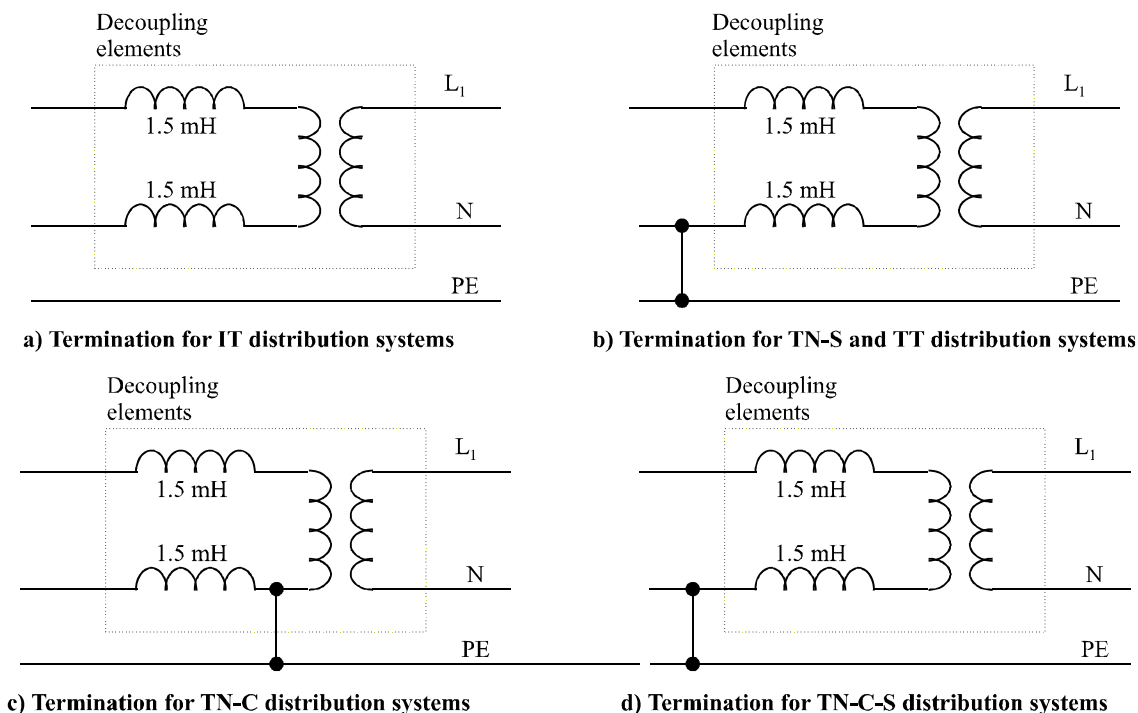 Decoupling
elements
L1
1.5 mH
1.5 mH
N
PE
a) Termination for IT distribution systems
Decoupling
elements
L1
1.5 mH
1.5 mH
N
PE
b) Termination for TN-S and TT distribution systems
Decoupling
elements
L1
1.5 mH
1.5 mH
N
PE
c) Termination for TN-C distribution systems
Decoupling
elements
L1
1.5 mH
1.5 mH
N
PE
d) Termination for TN-C-S distribution systems